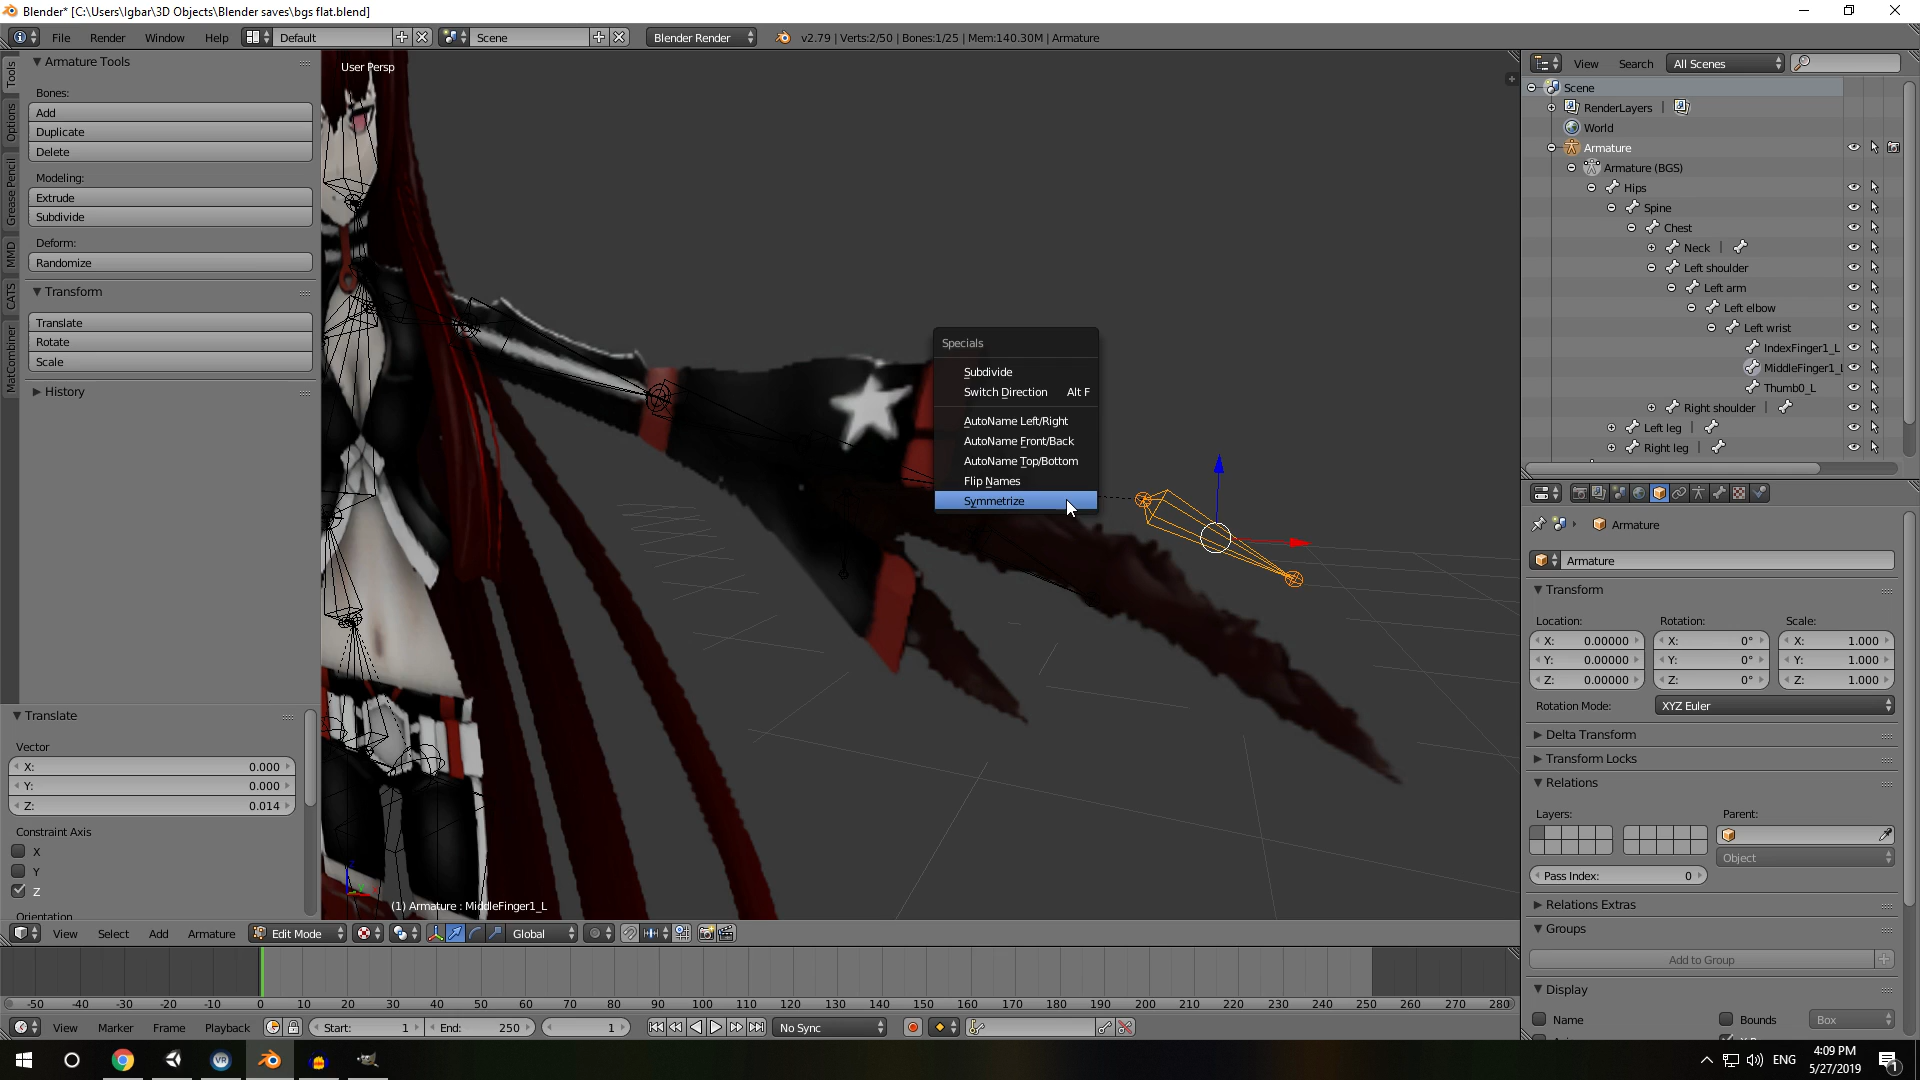 Blender* [C:\Users\lgbar\3D Objects\Blender saves\bgs flat.blend]
File Render Window Help Default Scene Blender Render v2.79 | Verts:2/50 | Bones:1/25 | Mem:140.30M | Armature
Tools
Options
Grease Pencil
MMD
CATS
MatCombiner
Armature Tools
Bones:
Add
Duplicate
Delete
Modeling:
Extrude
Subdivide
Deform:
Randomize
Transform
Translate
Rotate
Scale
History
Translate
Vector
X: 0.000
Y: 0.000
Z: 0.014
Constraint Axis
X
Y
Z
Orientation
User Persp
Specials
Subdivide
Switch Direction Alt F
AutoName Left/Right
AutoName Front/Back
AutoName Top/Bottom
Flip Names
Symmetrize
(1) Armature : MiddleFinger1_L
View Select Add Armature Edit Mode Global
-50 -40 -30 -20 -10 0 10 20 30 40 50 60 70 80 90 100 110 120 130 140 150 160 170 180 190 200 210 220 230 240 250 260 270 280
View Marker Frame Playback Start: 1 End: 250 1 No Sync
View Search All Scenes
Scene
RenderLayers |
World
Armature
Armature (BGS)
Hips
Spine
Chest
Neck |
Left shoulder
Left arm
Left elbow
Left wrist
IndexFinger1_L
MiddleFinger1_L
Thumb0_L
Right shoulder |
Left leg |
Right leg |
Armature
Armature
Transform
Location: Rotation: Scale:
X: 0.00000 X: 0° X: 1.000
Y: 0.00000 Y: 0° Y: 1.000
Z: 0.00000 Z: 0° Z: 1.000
Rotation Mode: XYZ Euler
Delta Transform
Transform Locks
Relations
Layers: Parent:
Object
Pass Index: 0
Relations Extras
Groups
Add to Group
Display
Name Bounds Box
ENG
4:09 PM
5/27/2019
1